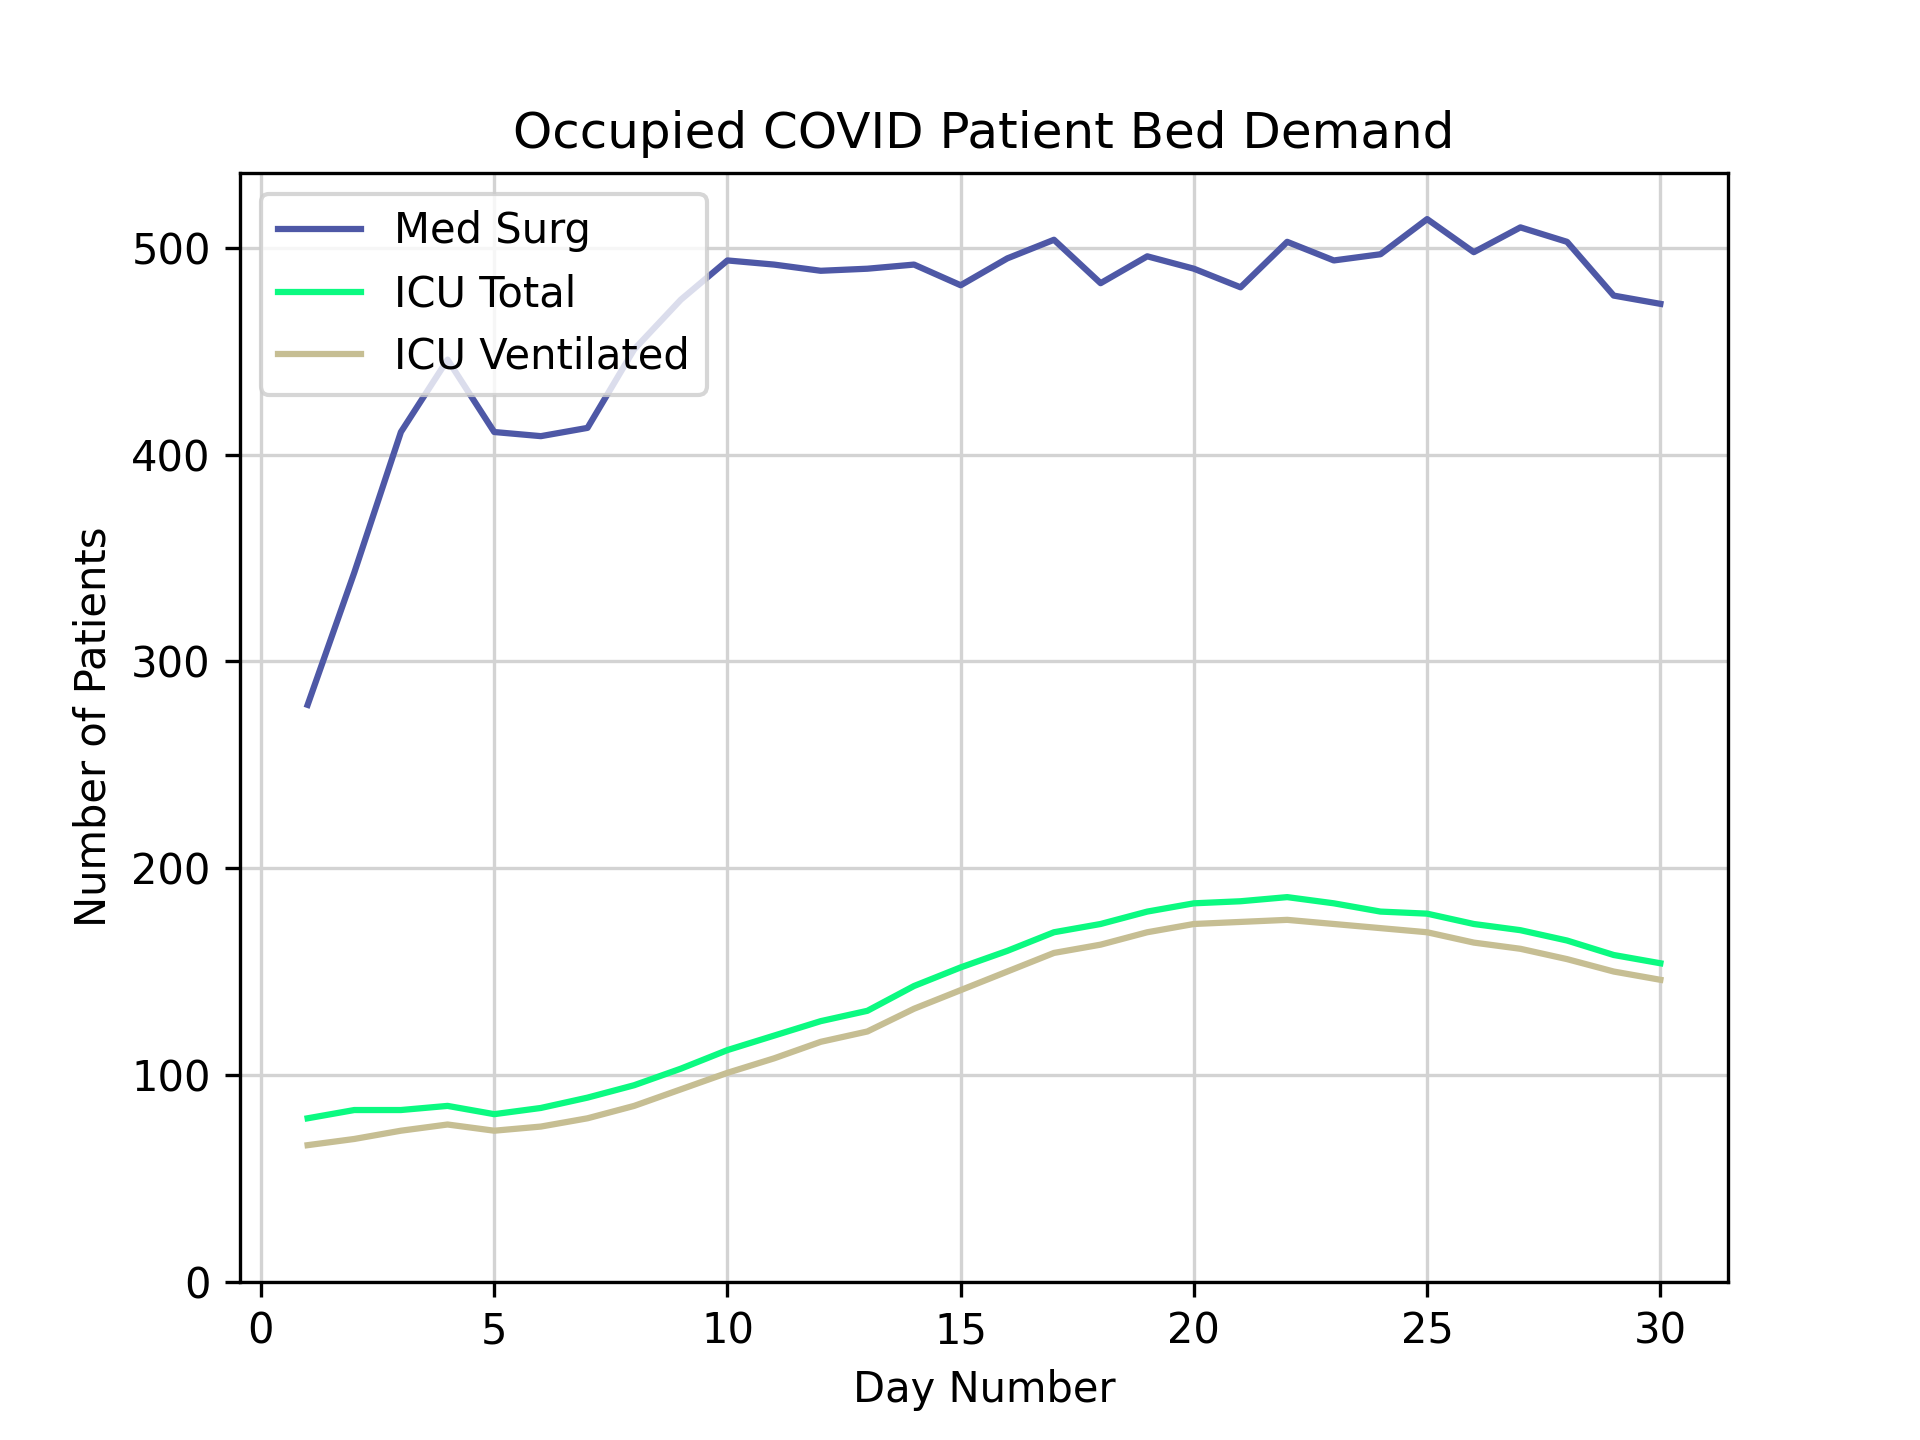 Occupied COVID Patient Bed Demand
Med Surg
ICU Total
ICU Ventilated
Number of Patients
500
400
300
200
100
0
0 5 10 15 20 25 30
Day Number